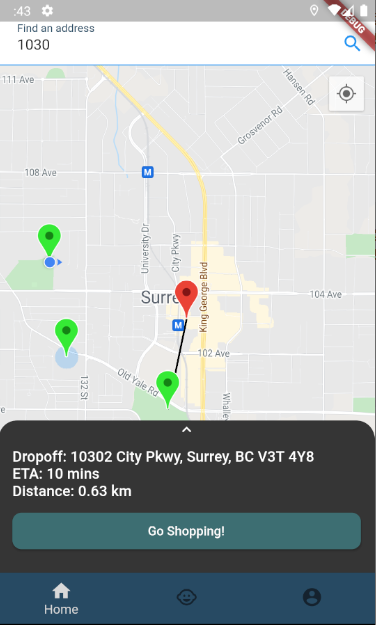 :43
DEBUG
Find an address
1030
111 Ave
Hansen Rd
Grosvenor Rd
108 Ave
M
University Dr
City Pkwy
King George Blvd
Surre
104 Ave
M
102 Ave
132 St
Old Yale Rd
Whalle
Dropoff: 10302 City Pkwy, Surrey, BC V3T 4Y8
ETA: 10 mins
Distance: 0.63 km
Go Shopping!
Home